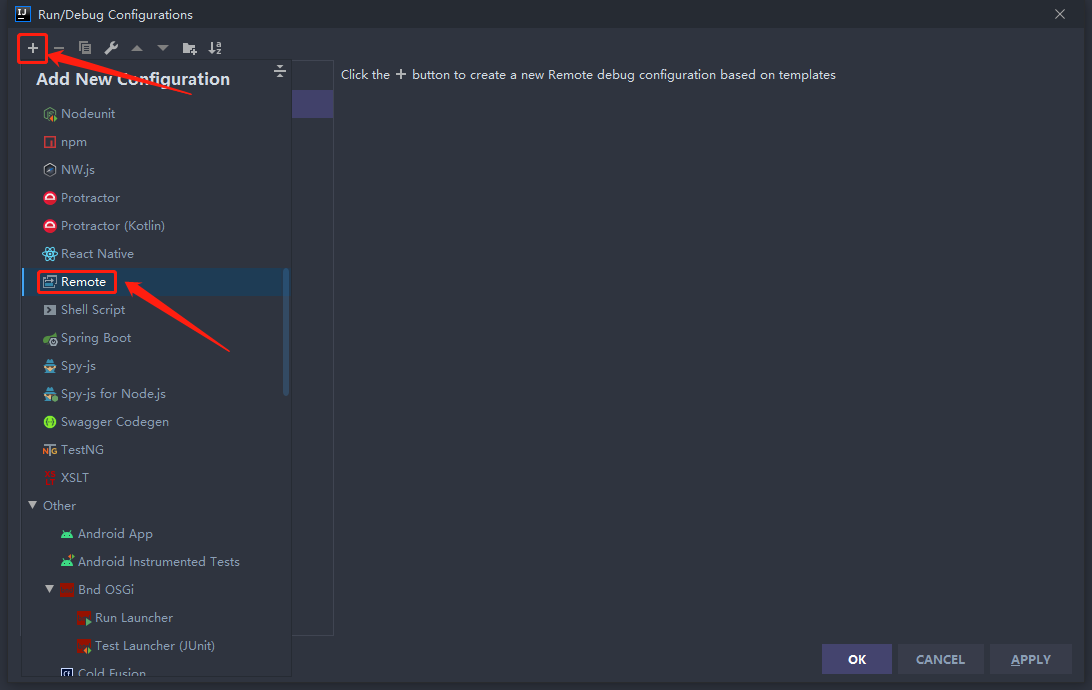 Run/Debug Configurations
Add New Configuration
Click the + button to create a new Remote debug configuration based on templates
Nodeunit
npm
NW.js
Protractor
Protractor (Kotlin)
React Native
Remote
Shell Script
Spring Boot
Spy-js
Spy-js for Node.js
Swagger Codegen
TestNG
XSLT
Other
Android App
Android Instrumented Tests
Bnd OSGi
Run Launcher
Test Launcher (JUnit)
Cold Fusion
OK
CANCEL
APPLY